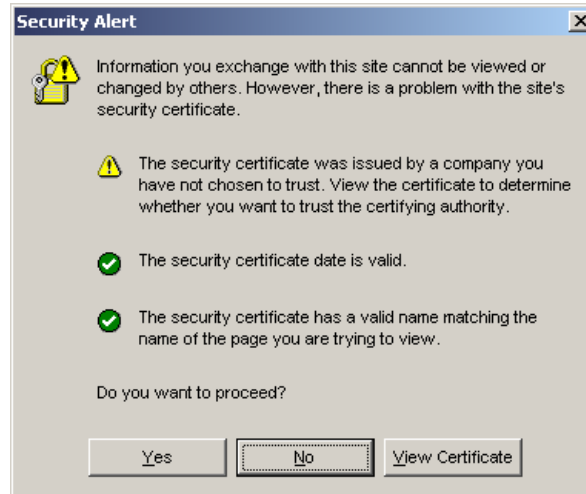 Security Alert
Information you exchange with this site cannot be viewed or
changed by others. However, there is a problem with the site's
security certificate.
The security certificate was issued by a company you
have not chosen to trust. View the certificate to determine
whether you want to trust the certifying authority.
The security certificate date is valid.
The security certificate has a valid name matching the
name of the page you are trying to view.
Do you want to proceed?
Yes No View Certificate